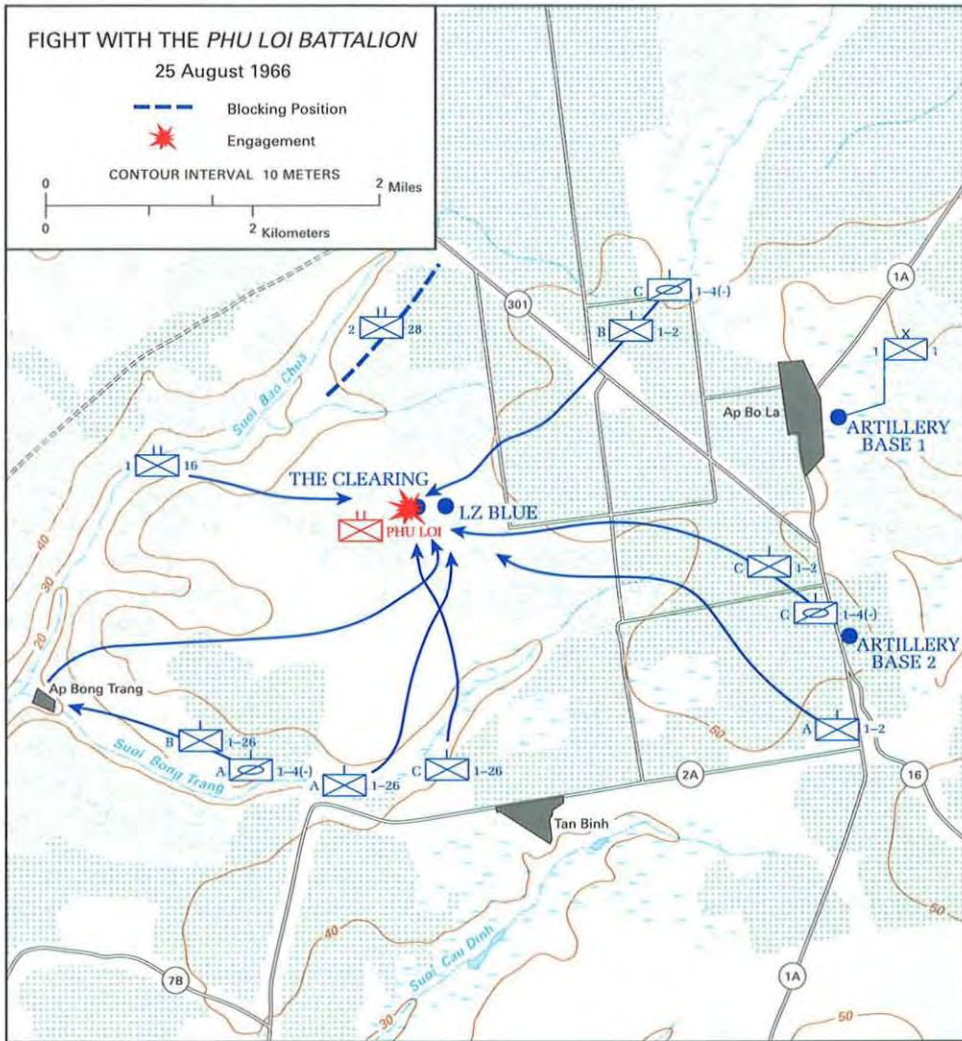 FIGHT WITH THE PHU LOI BATTALION
25 August 1966
Blocking Position
Engagement
CONTOUR INTERVAL 10 METERS
0 2 Miles
0 2 Kilometers
301
C 1-4(-)
B 1-2
1A
2 28
X
1 1
Suoi Bao Chua
Ap Bo La
ARTILLERY
BASE 1
1 16
THE CLEARING
LZ BLUE
PHU LOI
40
30
20
C 1-2
C 1-4(-)
ARTILLERY
BASE 2
Ap Bong Trang
B 1-26
A 1-4(-)
A 1-26
C 1-26
Suoi Bong Trang
50
A 1-2
2A
16
Tan Binh
40
50
Suoi Cau Dinh
7B
1A
30
50